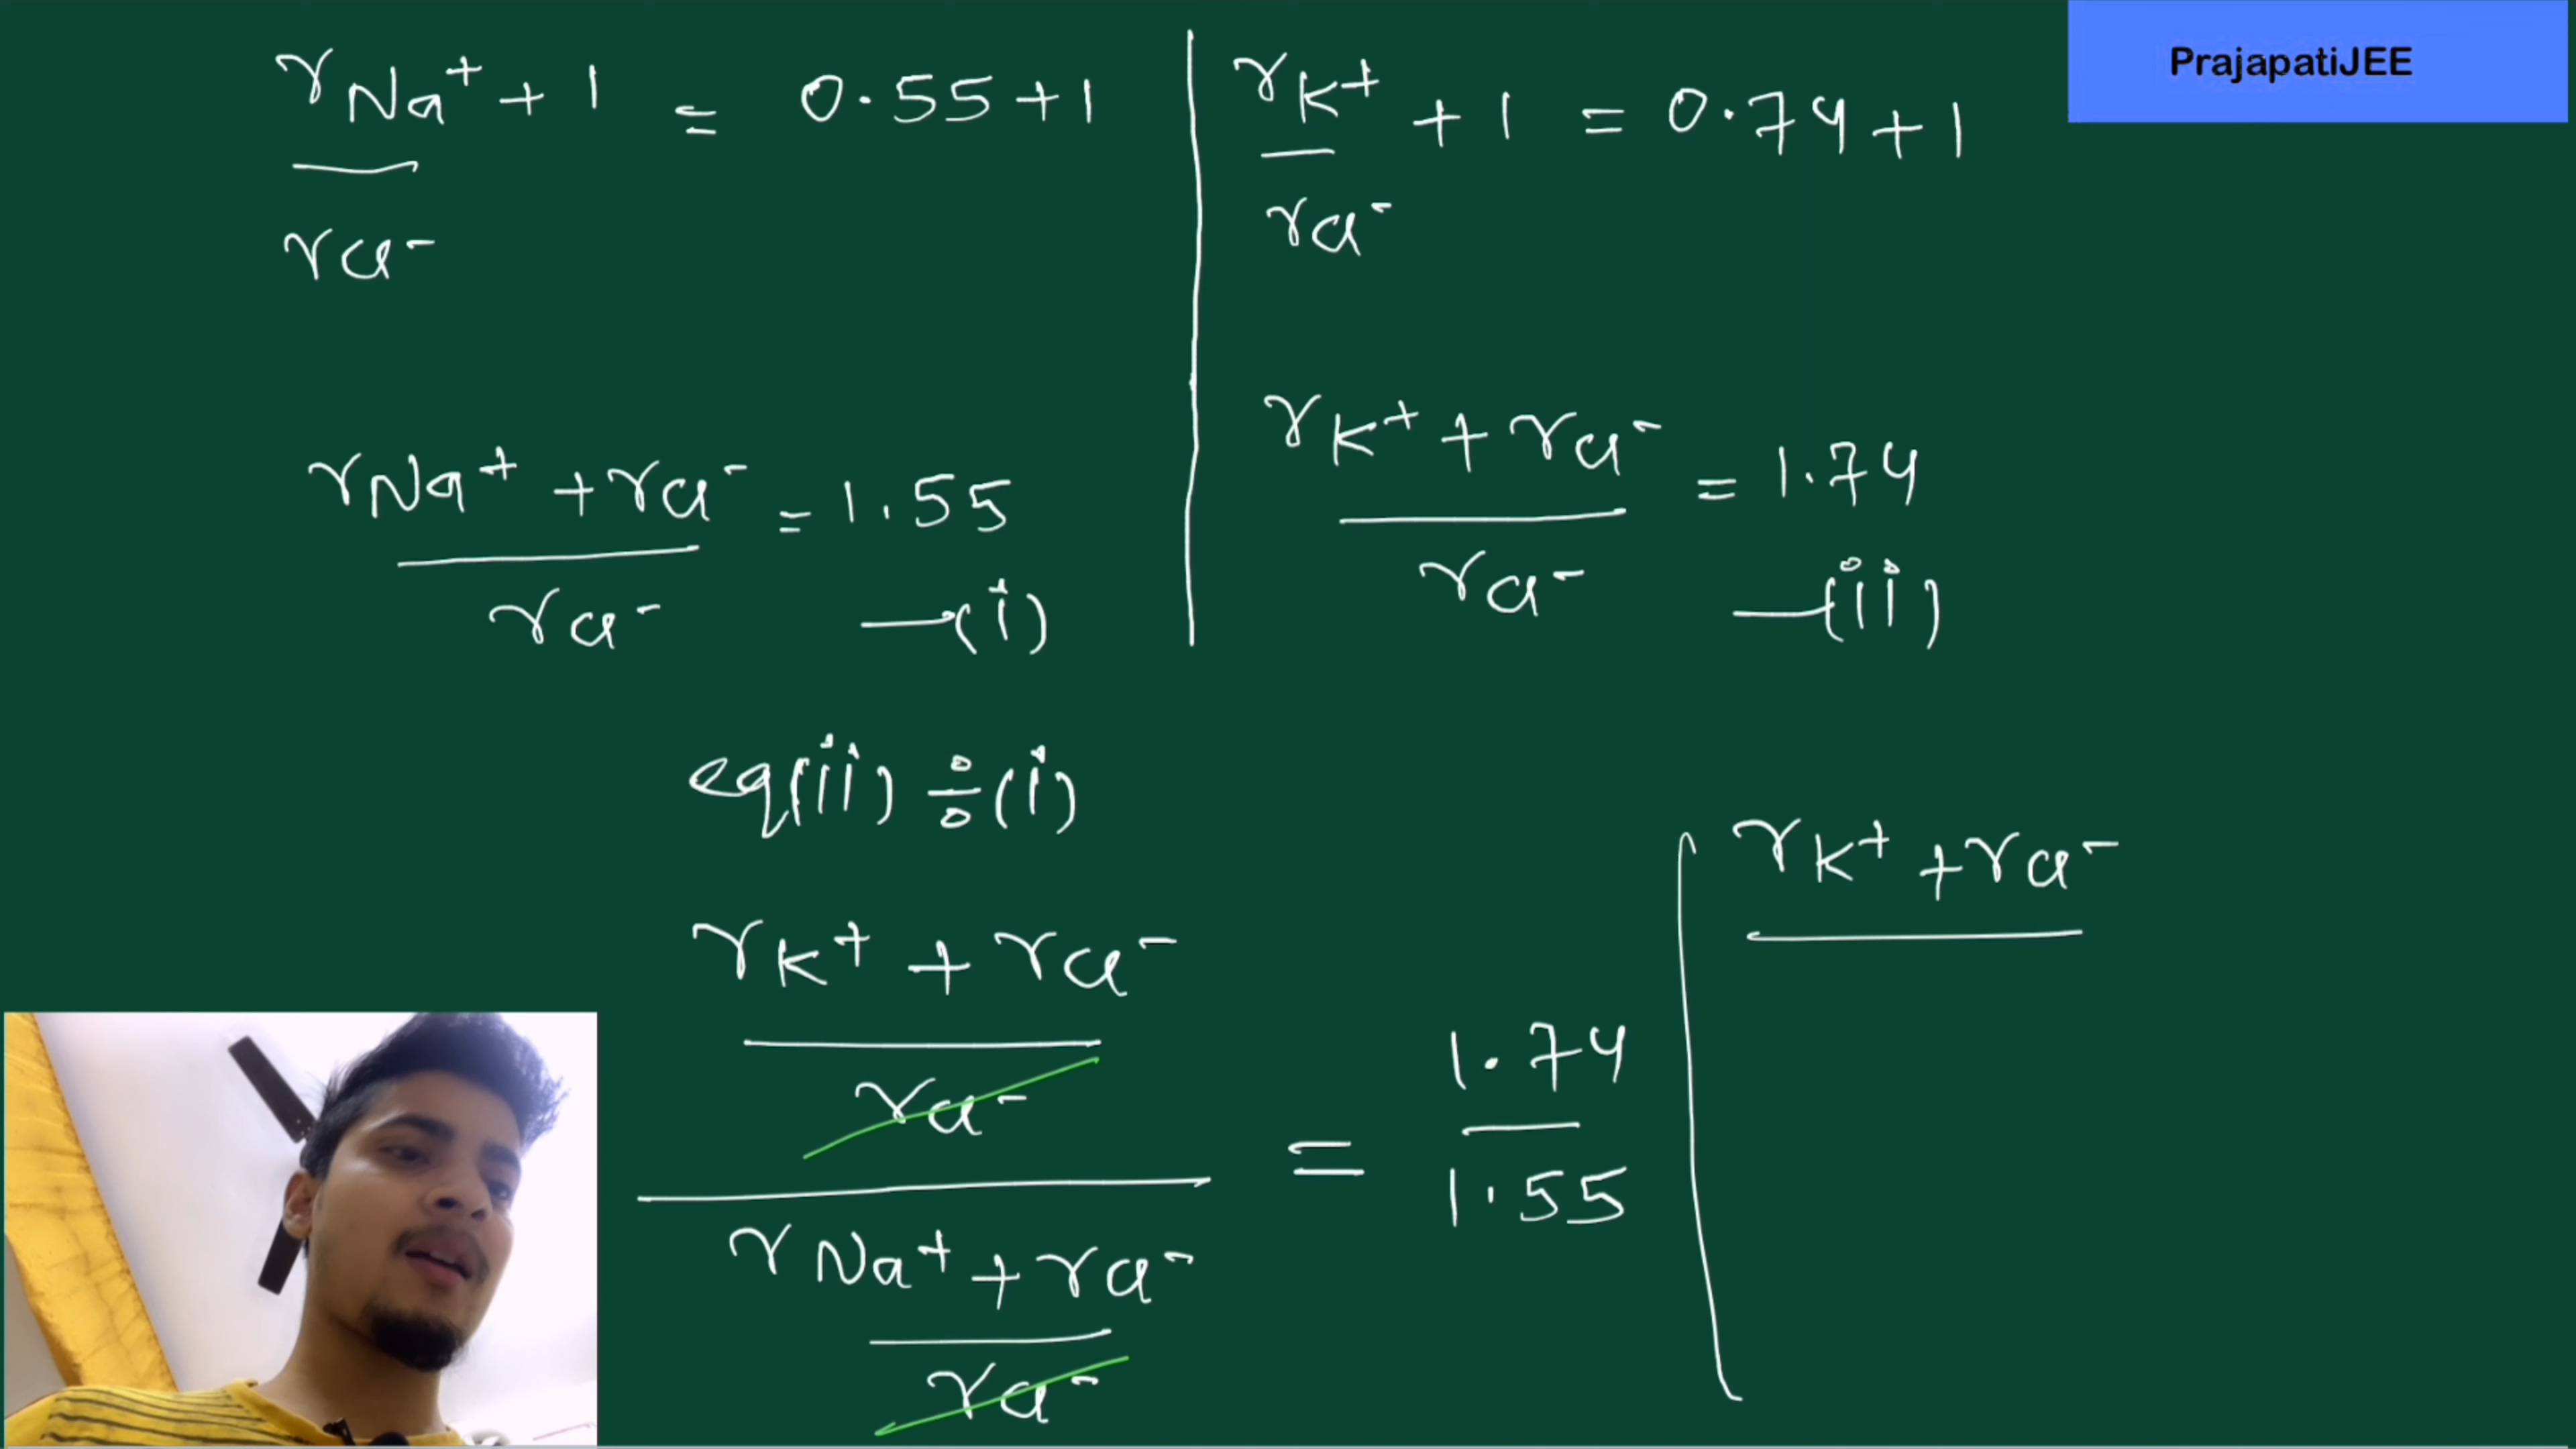 PrajapatiJEE
rNa⁺ + 1 = 0.55 + 1
rCl⁻
rNa⁺ + rCl⁻ = 1.55
rCl⁻ —(i)
rK⁺ + 1 = 0.74 + 1
rCl⁻
rK⁺ + rCl⁻ = 1.74
rCl⁻ —(ii)
eq(ii) ÷ (i)
rK⁺ + rCl⁻
rCl⁻
= 1.74
1.55
rNa⁺ + rCl⁻
rCl⁻
rK⁺ + rCl⁻